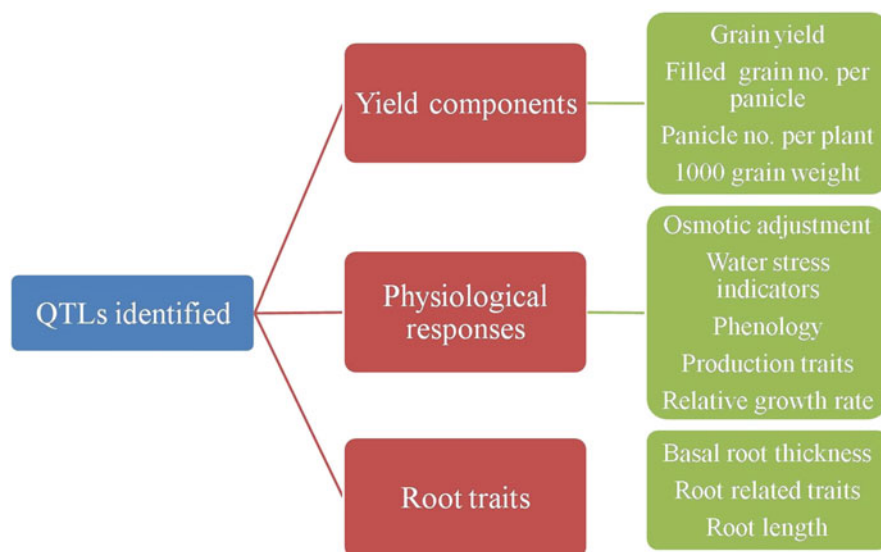 QTLs identified
Yield components
Grain yield
Filled grain no. per
panicle
Panicle no. per plant
1000 grain weight
Physiological
responses
Osmotic adjustment
Water stress
indicators
Phenology
Production traits
Relative growth rate
Root traits
Basal root thickness
Root related traits
Root length